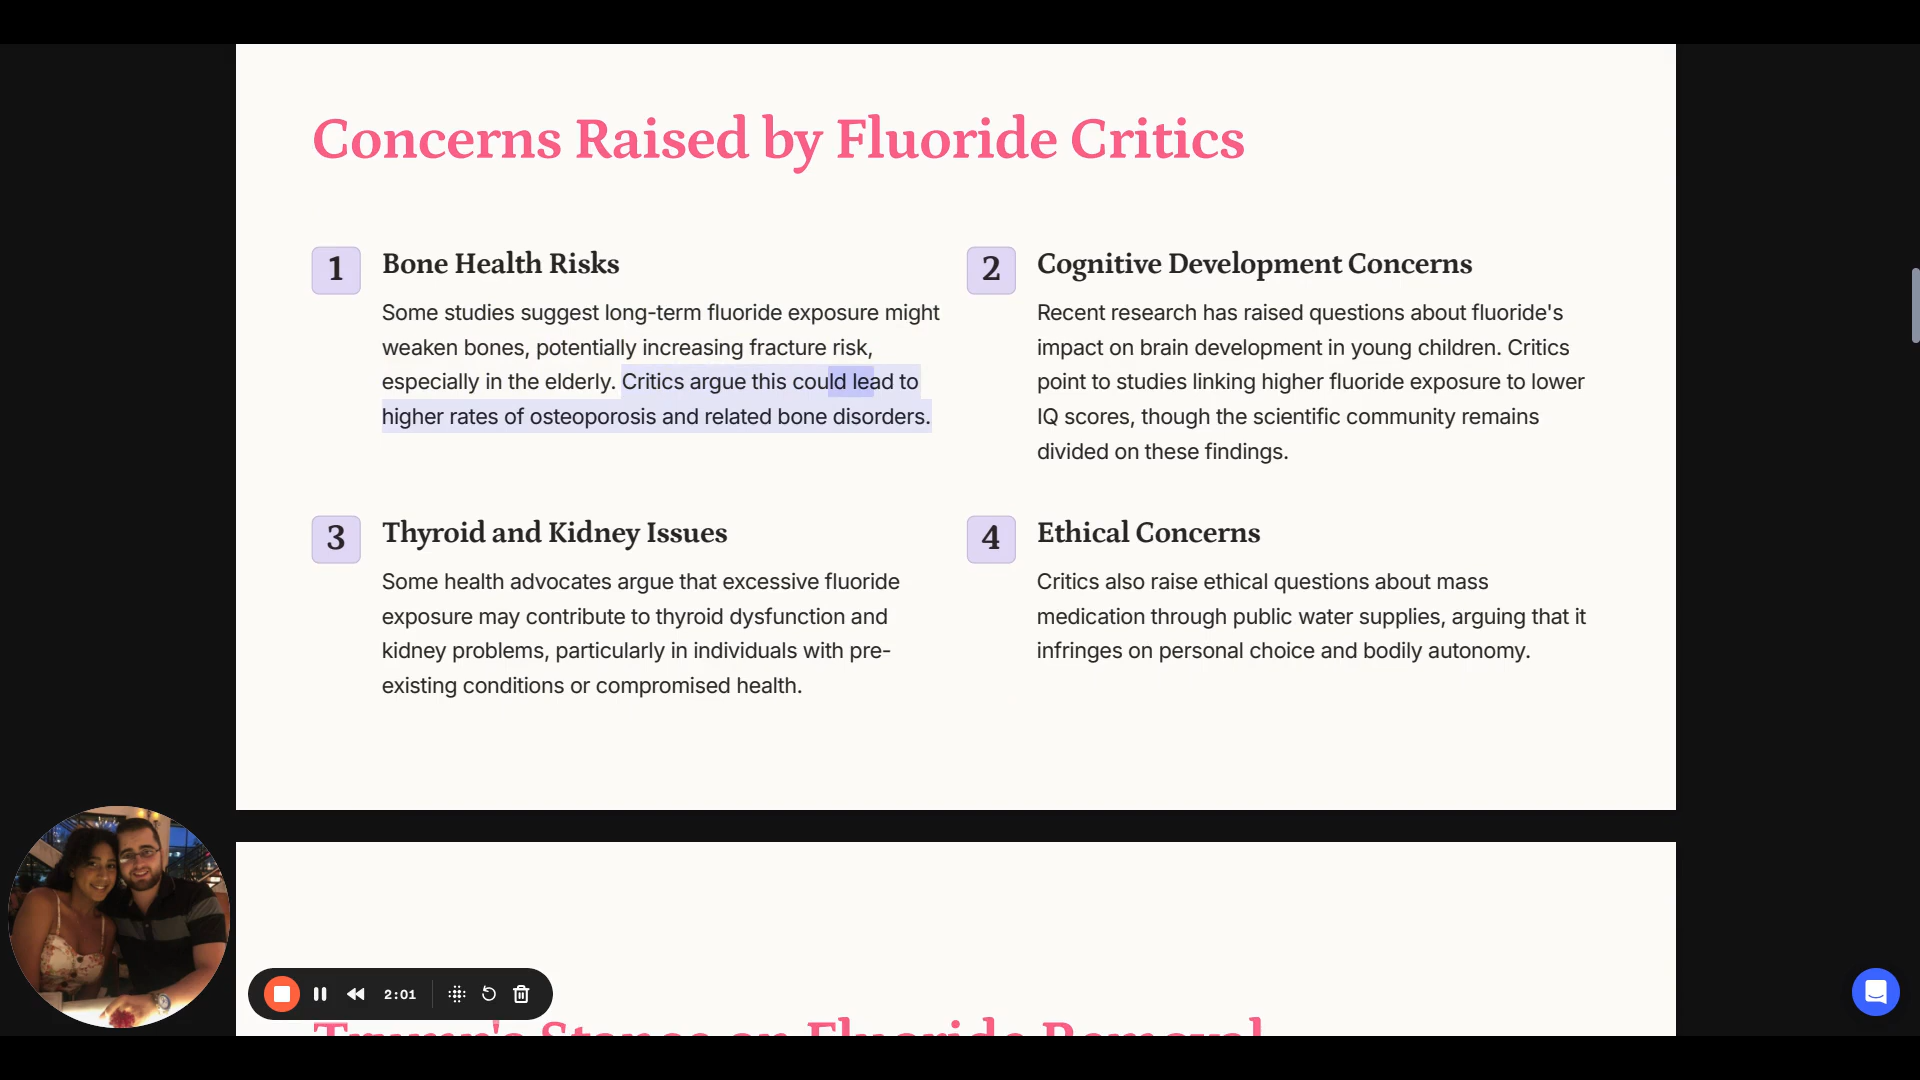 Concerns Raised by Fluoride Critics
1
Bone Health Risks
Some studies suggest long-term fluoride exposure might
weaken bones, potentially increasing fracture risk,
especially in the elderly. Critics argue this could lead to
higher rates of osteoporosis and related bone disorders.
2
Cognitive Development Concerns
Recent research has raised questions about fluoride's
impact on brain development in young children. Critics
point to studies linking higher fluoride exposure to lower
IQ scores, though the scientific community remains
divided on these findings.
3
Thyroid and Kidney Issues
Some health advocates argue that excessive fluoride
exposure may contribute to thyroid dysfunction and
kidney problems, particularly in individuals with pre-
existing conditions or compromised health.
4
Ethical Concerns
Critics also raise ethical questions about mass
medication through public water supplies, arguing that it
infringes on personal choice and bodily autonomy.
2:01
Trump's Stance on Fluoride Removal